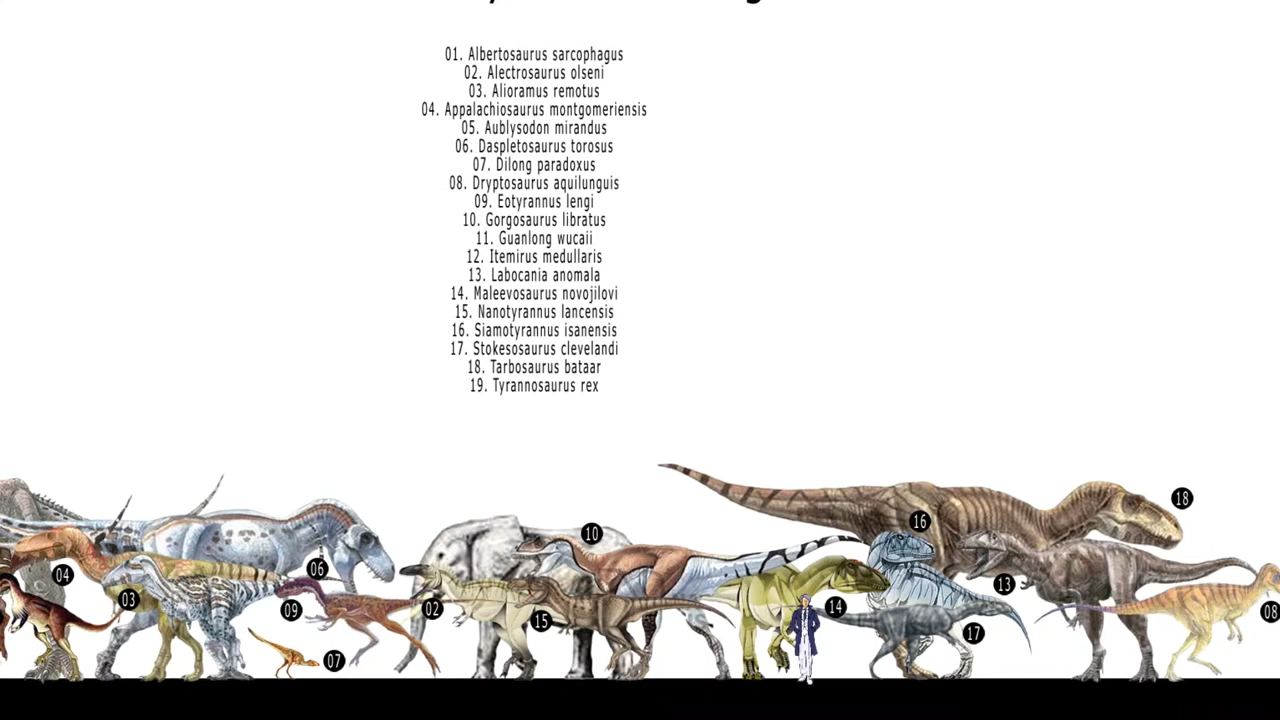 01. Albertosaurus sarcophagus
02. Alectrosaurus olseni
03. Alioramus remotus
04. Appalachiosaurus montgomeriensis
05. Aublysodon mirandus
06. Daspletosaurus torosus
07. Dilong paradoxus
08. Dryptosaurus aquilunguis
09. Eotyrannus lengi
10. Gorgosaurus libratus
11. Guanlong wucaii
12. Itemirus medullaris
13. Labocania anomala
14. Maleevosaurus novojilovi
15. Nanotyrannus lancensis
16. Siamotyrannus isanensis
17. Stokesosaurus clevelandi
18. Tarbosaurus bataar
19. Tyrannosaurus rex
18
16
10
06
04
03
09
02
15
07
14
13
17
08